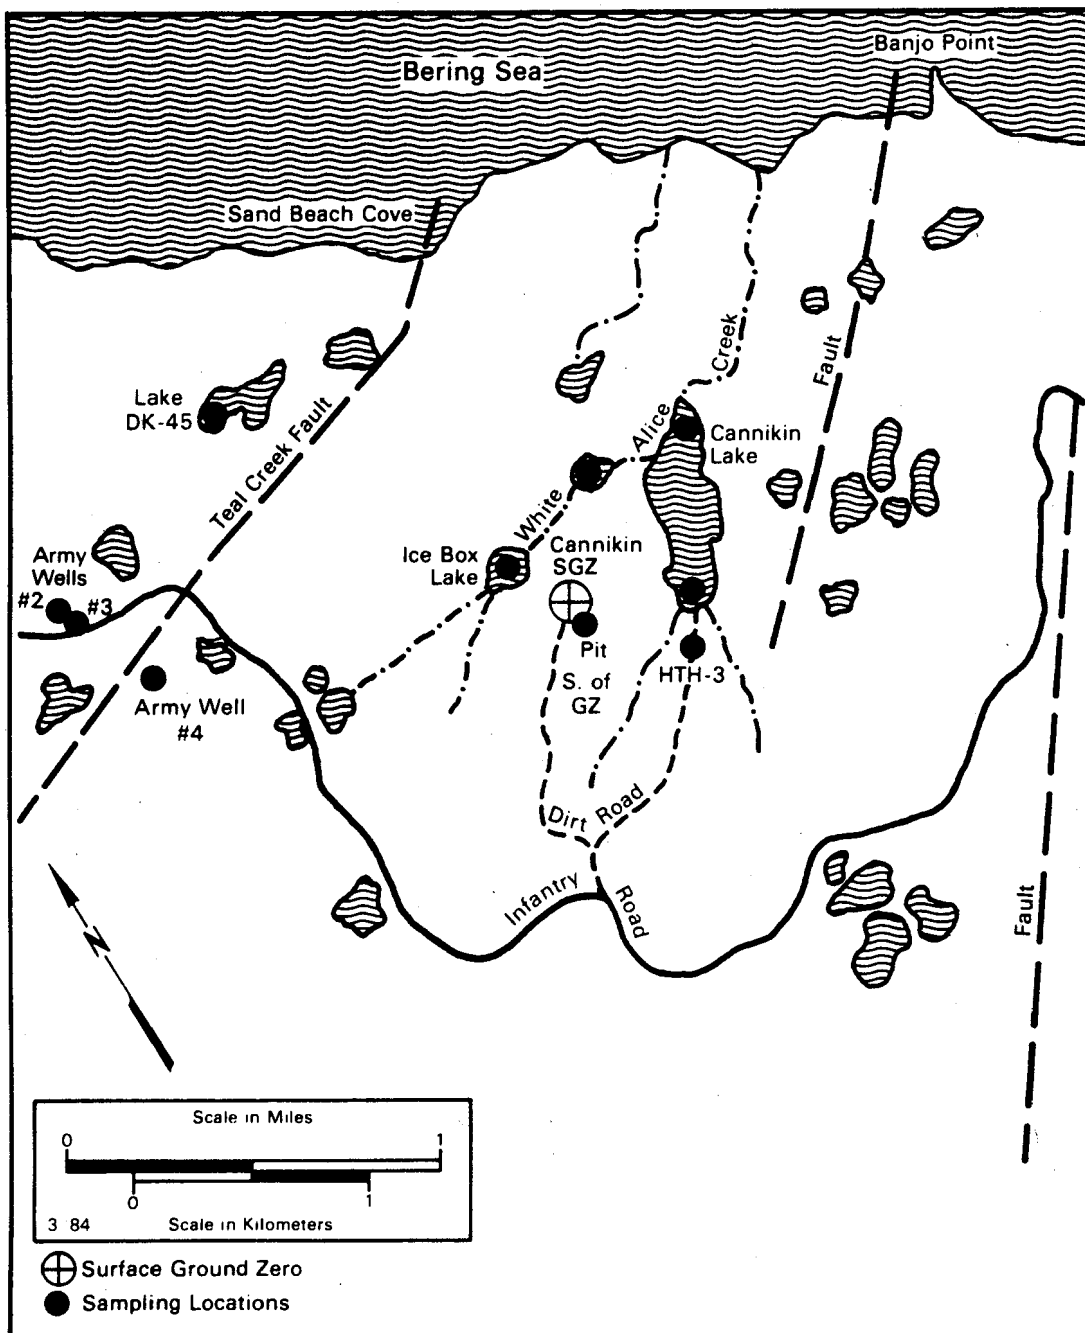 Banjo Point
Bering Sea
Sand Beach Cove
Creek
Fault
Lake
DK-45
Alice
Cannikin
Lake
Teal Creek Fault
White
Cannikin
SGZ
Ice Box
Lake
Army
Wells
#2
#3
Pit
HTH-3
S. of
GZ
Army Well
#4
Dirt Road
Infantry Road
Fault
N
Scale in Miles
0 1
0 1
3 84 Scale in Kilometers
Surface Ground Zero
Sampling Locations